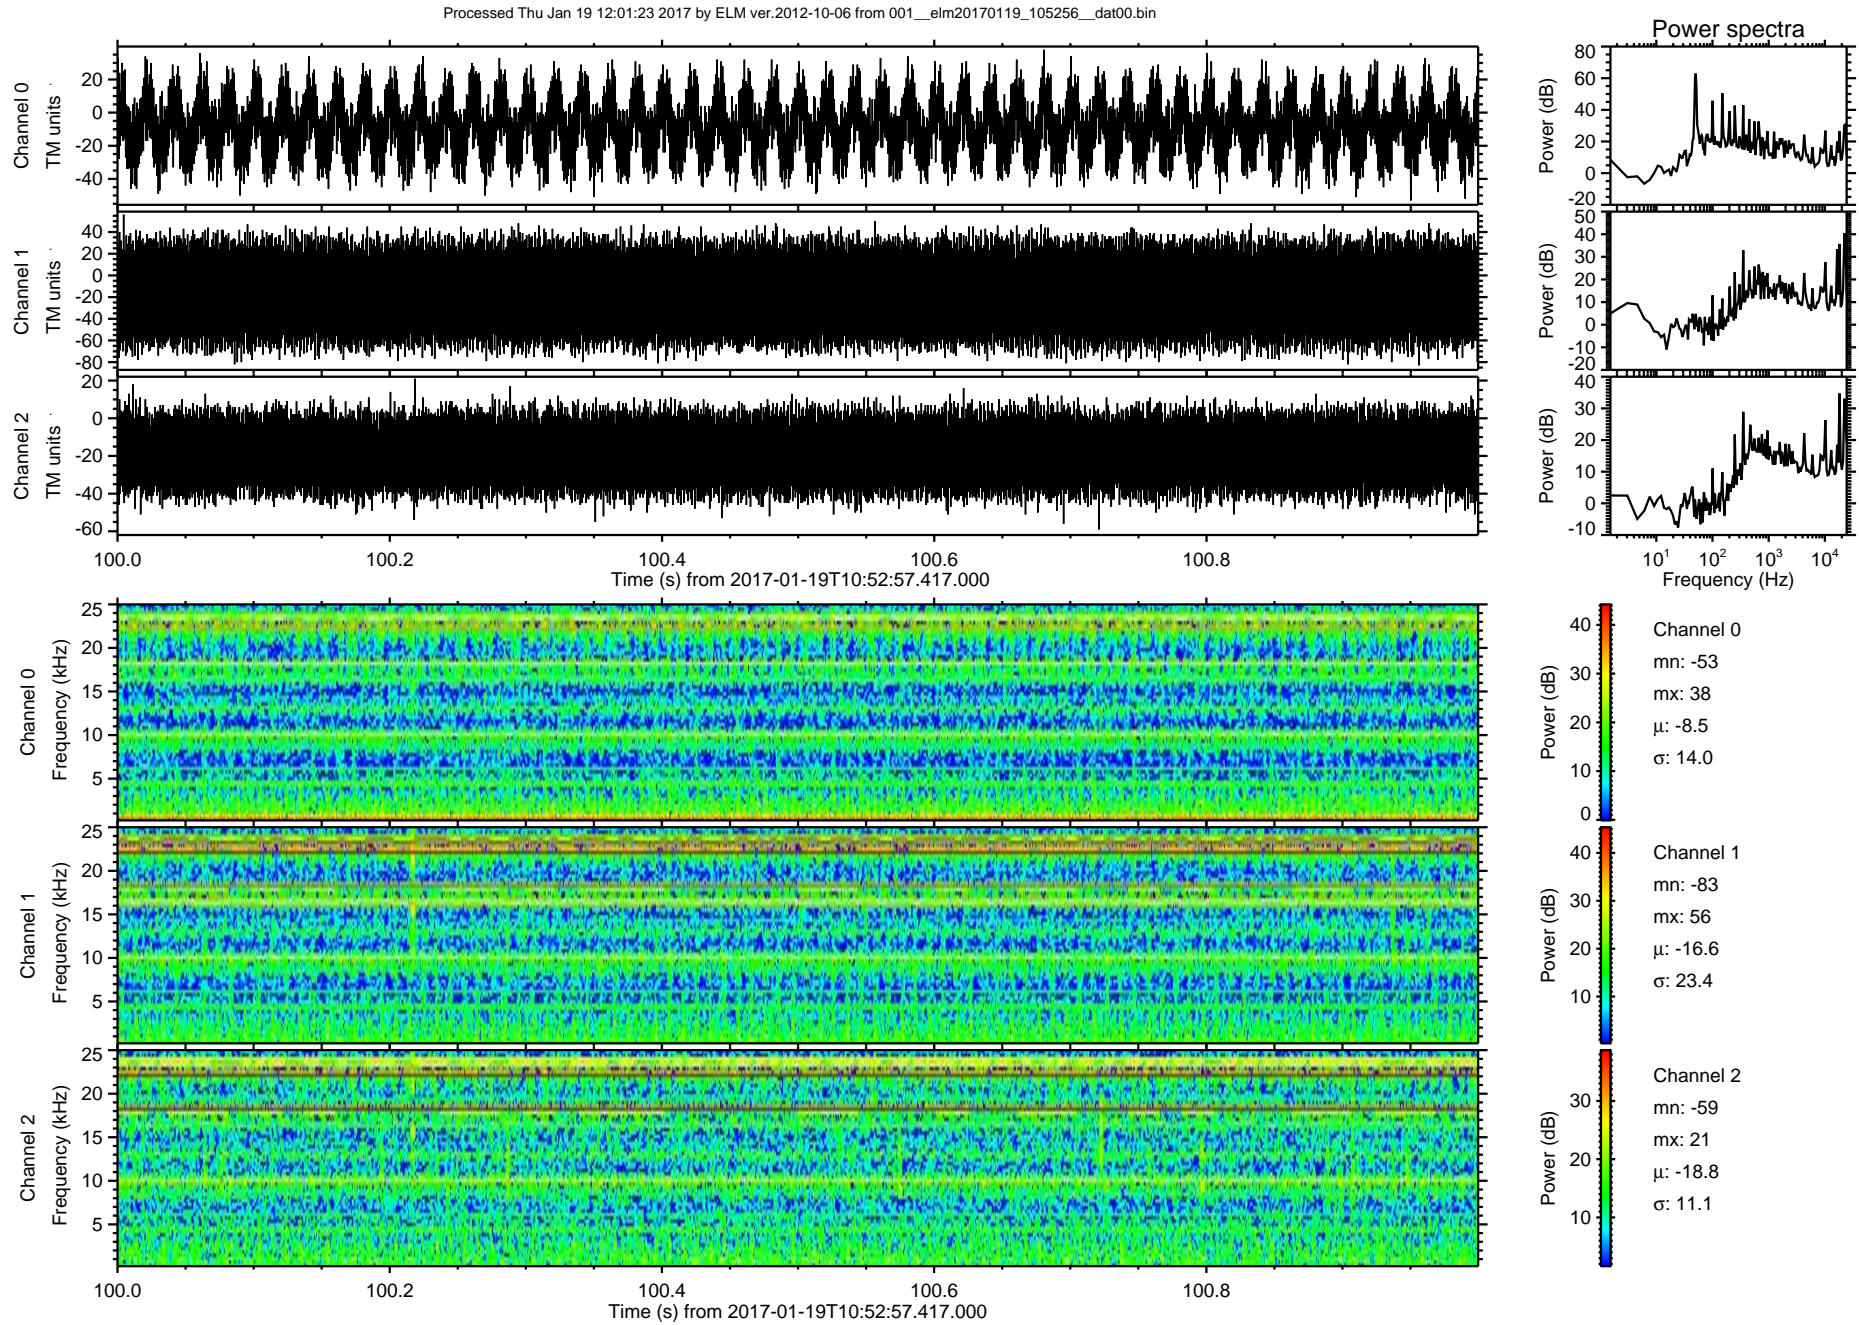 Processed Thu Jan 19 12:01:23 2017 by ELM ver.2012-10-06 from 001__elm20170119_105256__dat00.bin
Power spectra
Channel 0
TM units
20
0
-20
-40
Power (dB)
80
60
40
20
0
-20
Channel 1
TM units
40
20
0
-20
-40
-60
-80
Power (dB)
50
40
30
20
10
0
-10
-20
Channel 2
TM units
20
0
-20
-40
-60
Power (dB)
40
30
20
10
0
-10
100.0 100.2 100.4 100.6 100.8
Time (s) from 2017-01-19T10:52:57.417.000
10¹ 10² 10³ 10⁴
Frequency (Hz)
Channel 0
Frequency (kHz)
25
20
15
10
5
Power (dB)
40
30
20
10
0
Channel 0
mn: -53
mx: 38
μ: -8.5
σ: 14.0
Channel 1
Frequency (kHz)
25
20
15
10
5
Power (dB)
40
30
20
10
Channel 1
mn: -83
mx: 56
μ: -16.6
σ: 23.4
Channel 2
Frequency (kHz)
25
20
15
10
5
Power (dB)
30
20
10
Channel 2
mn: -59
mx: 21
μ: -18.8
σ: 11.1
100.0 100.2 100.4 100.6 100.8
Time (s) from 2017-01-19T10:52:57.417.000